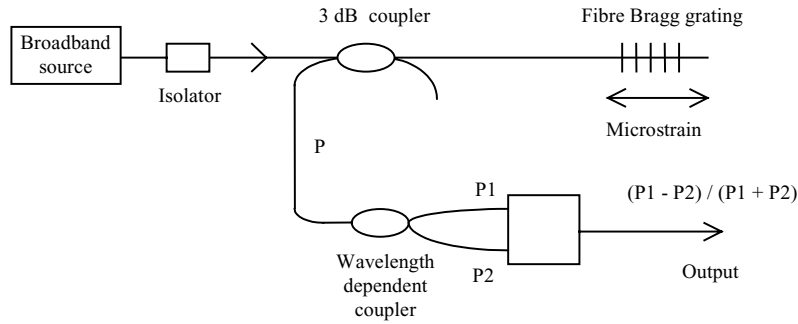 3 dB coupler
Fibre Bragg grating
Broadband
source
Isolator
Microstrain
P
P1
(P1 - P2) / (P1 + P2)
P2
Output
Wavelength
dependent
coupler